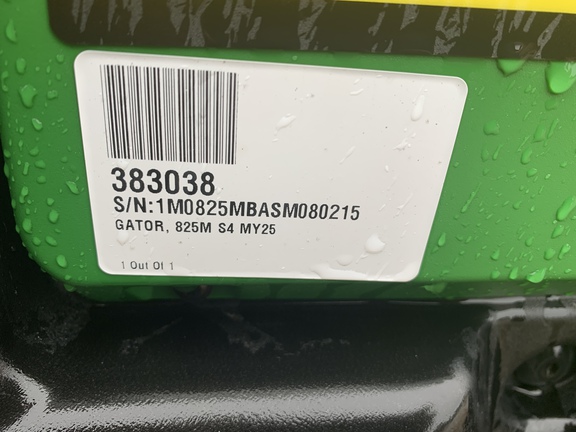 383038
S/N:1M0825MBASM080215
GATOR, 825M S4 MY25
1 Out Of 1